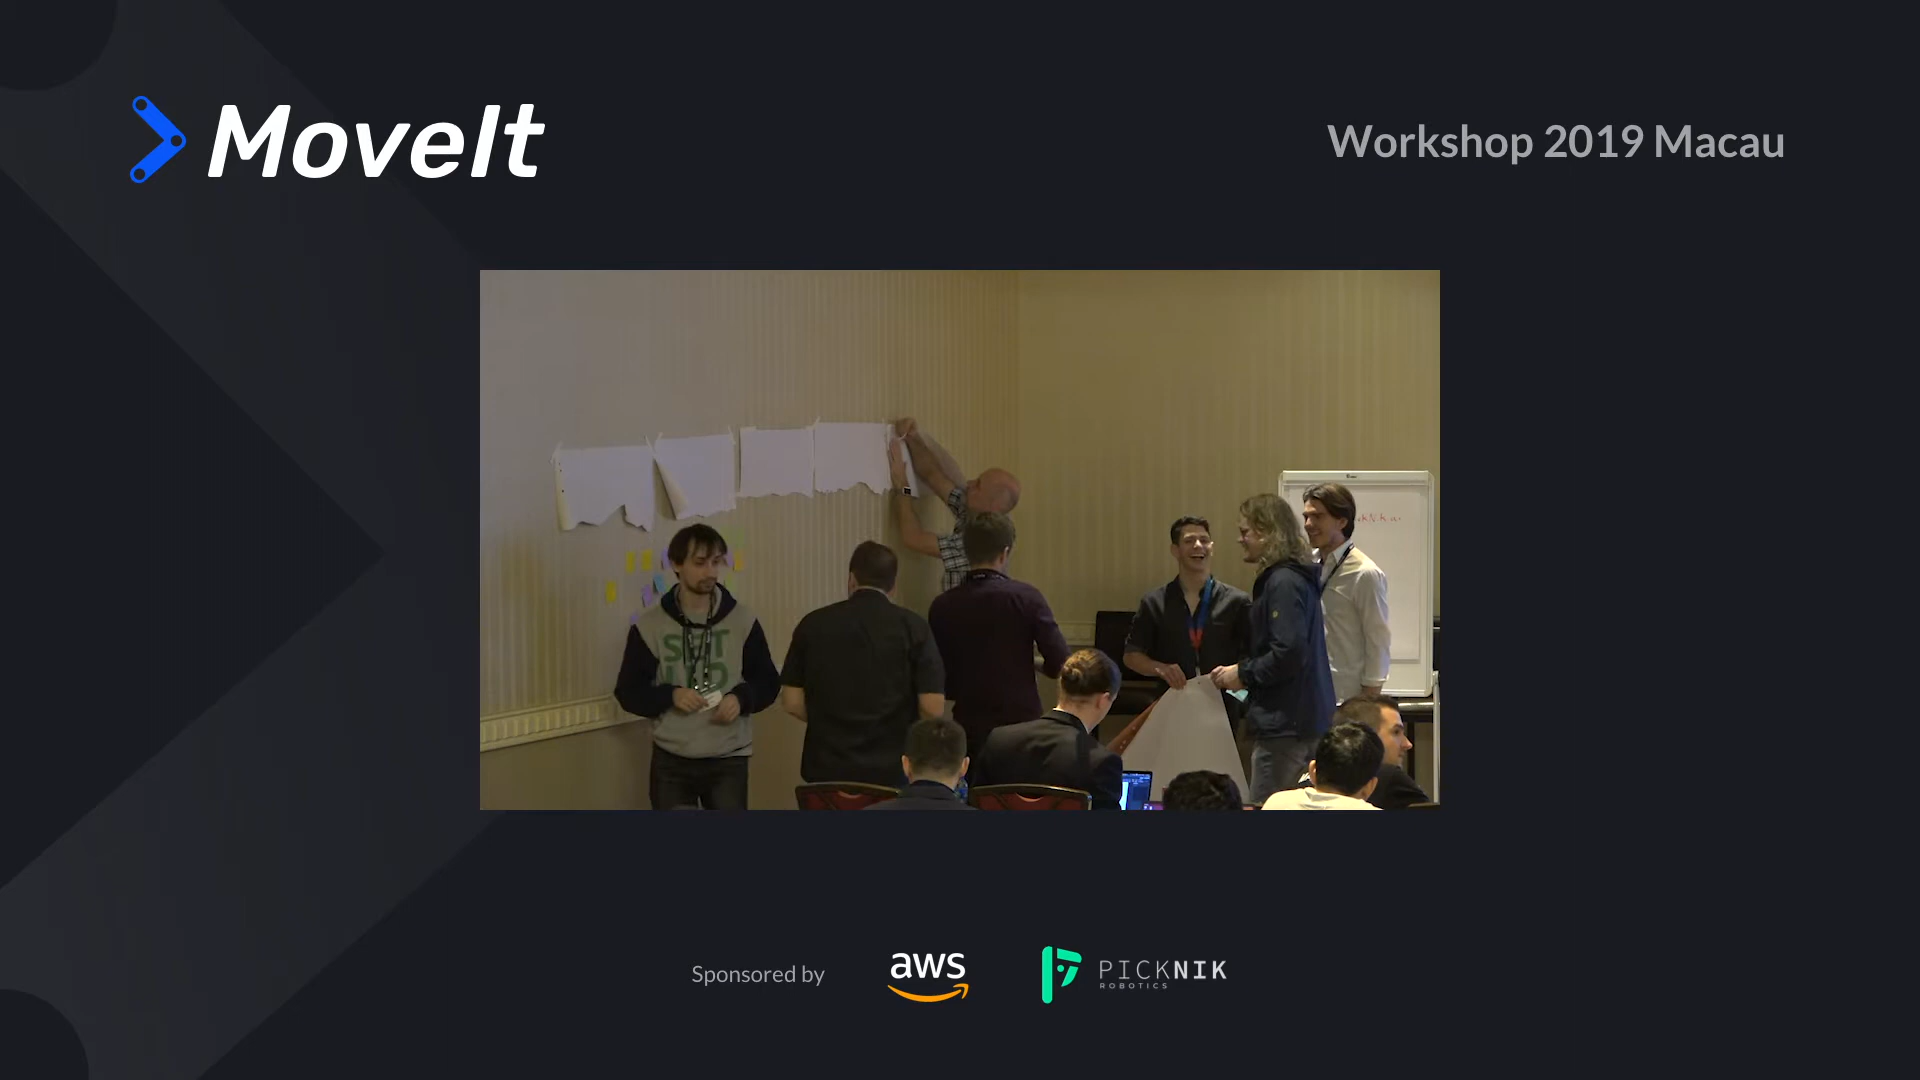 MoveIt
Workshop 2019 Macau
Sponsored by
aws
PICKNIK
ROBOTICS